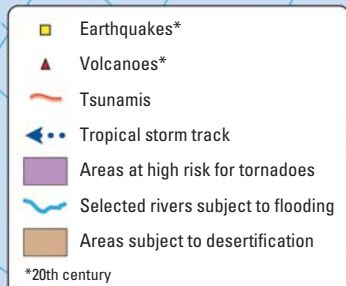 Earthquakes*
Volcanoes*
Tsunamis
Tropical storm track
Areas at high risk for tornadoes
Selected rivers subject to flooding
Areas subject to desertification
*20th century